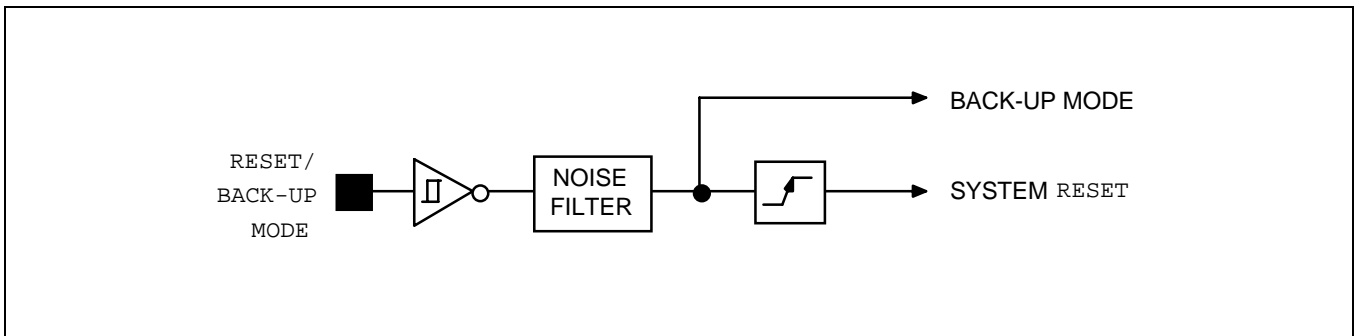 RESET/
BACK-UP
MODE
NOISE
FILTER
BACK-UP MODE
SYSTEM RESET